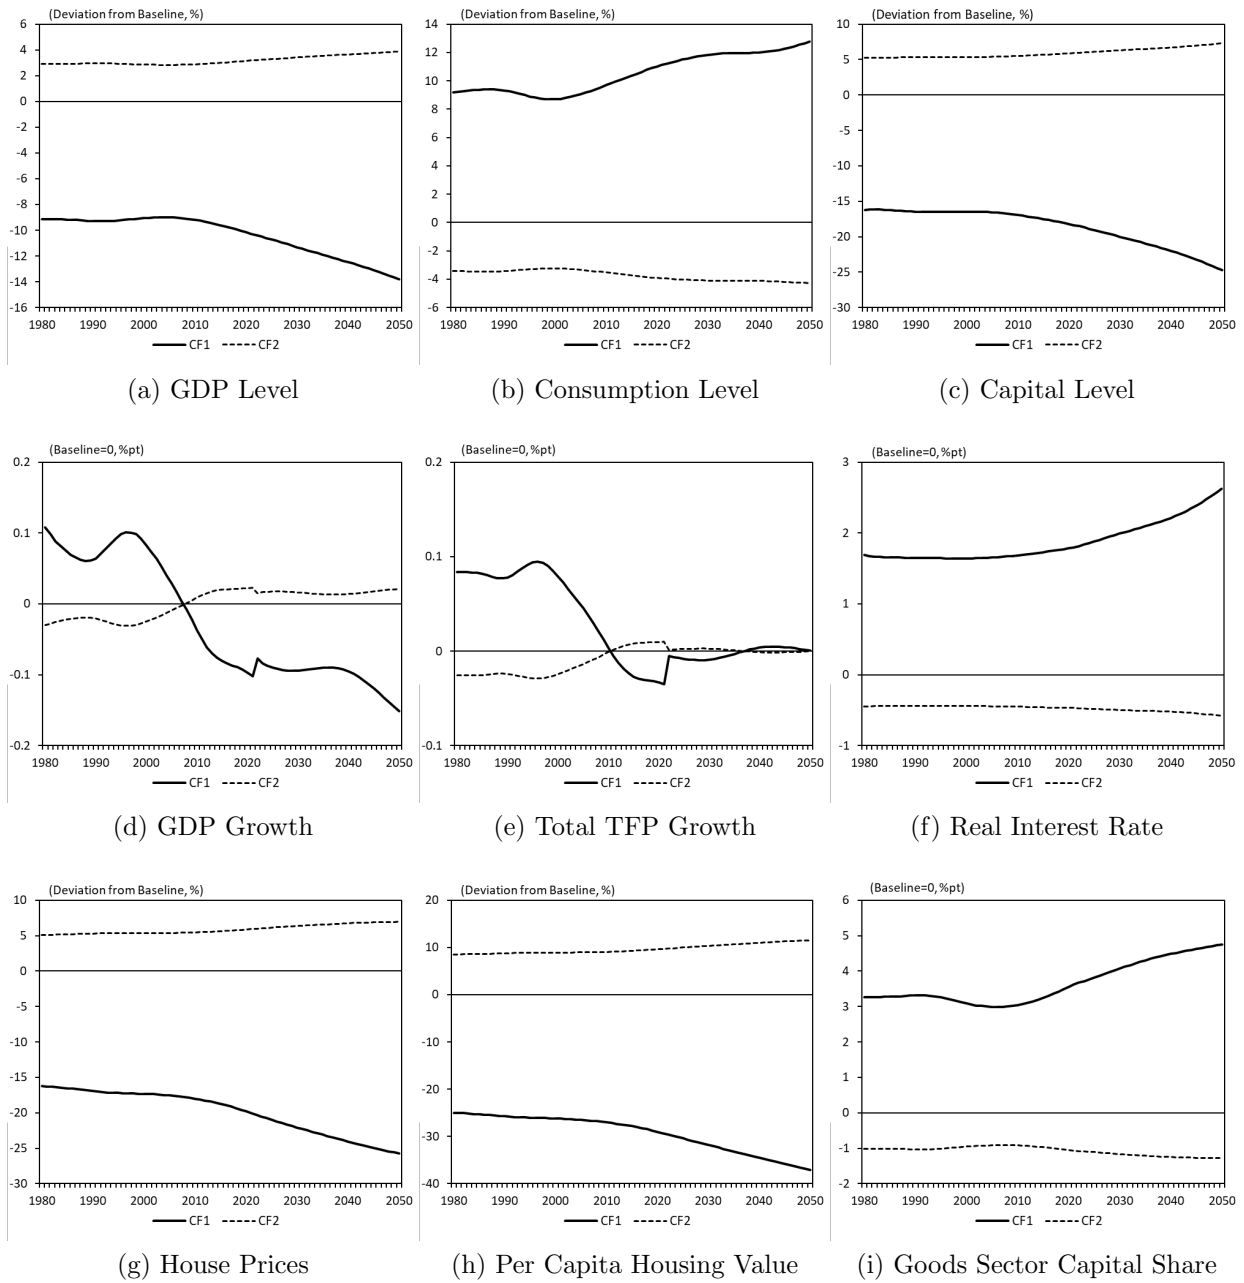 (Deviation from Baseline, %)
6
4
2
0
-2
-4
-6
-8
-10
-12
-14
-16
1980 1990 2000 2010 2020 2030 2040 2050
CF1 CF2
(a) GDP Level
(Deviation from Baseline, %)
14
12
10
8
6
4
2
0
-2
-4
-6
1980 1990 2000 2010 2020 2030 2040 2050
CF1 CF2
(b) Consumption Level
(Deviation from Baseline, %)
10
5
0
-5
-10
-15
-20
-25
-30
1980 1990 2000 2010 2020 2030 2040 2050
CF1 CF2
(c) Capital Level
(Baseline=0, %pt)
0.2
0.1
0
-0.1
-0.2
1980 1990 2000 2010 2020 2030 2040 2050
CF1 CF2
(d) GDP Growth
(Baseline=0, %pt)
0.2
0.1
0
-0.1
1980 1990 2000 2010 2020 2030 2040 2050
CF1 CF2
(e) Total TFP Growth
(Baseline=0, %pt)
3
2
1
0
-1
1980 1990 2000 2010 2020 2030 2040 2050
CF1 CF2
(f) Real Interest Rate
(Deviation from Baseline, %)
10
5
0
-5
-10
-15
-20
-25
-30
1980 1990 2000 2010 2020 2030 2040 2050
CF1 CF2
(g) House Prices
(Deviation from Baseline, %)
20
10
0
-10
-20
-30
-40
1980 1990 2000 2010 2020 2030 2040 2050
CF1 CF2
(h) Per Capita Housing Value
(Baseline=0, %pt)
6
5
4
3
2
1
0
-1
-2
1980 1990 2000 2010 2020 2030 2040 2050
CF1 CF2
(i) Goods Sector Capital Share